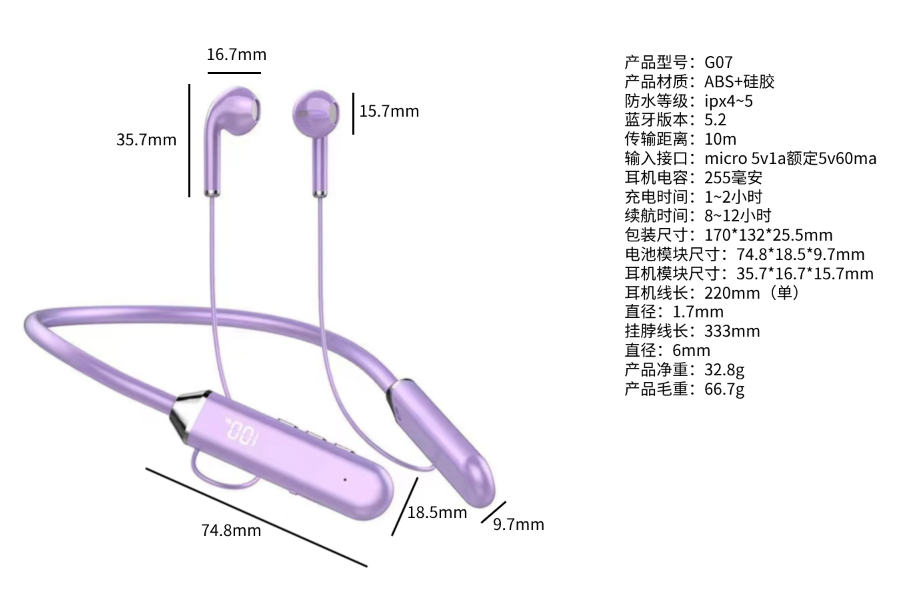 16.7mm
15.7mm
35.7mm
100%
74.8mm
18.5mm
9.7mm
产品型号：G07
产品材质：ABS+硅胶
防水等级：ipx4~5
蓝牙版本：5.2
传输距离：10m
输入接口：micro 5v1a额定5v60ma
耳机电容：255毫安
充电时间：1~2小时
续航时间：8~12小时
包装尺寸：170*132*25.5mm
电池模块尺寸：74.8*18.5*9.7mm
耳机模块尺寸：35.7*16.7*15.7mm
耳机线长：220mm（单）
直径：1.7mm
挂脖线长：333mm
直径：6mm
产品净重：32.8g
产品毛重：66.7g